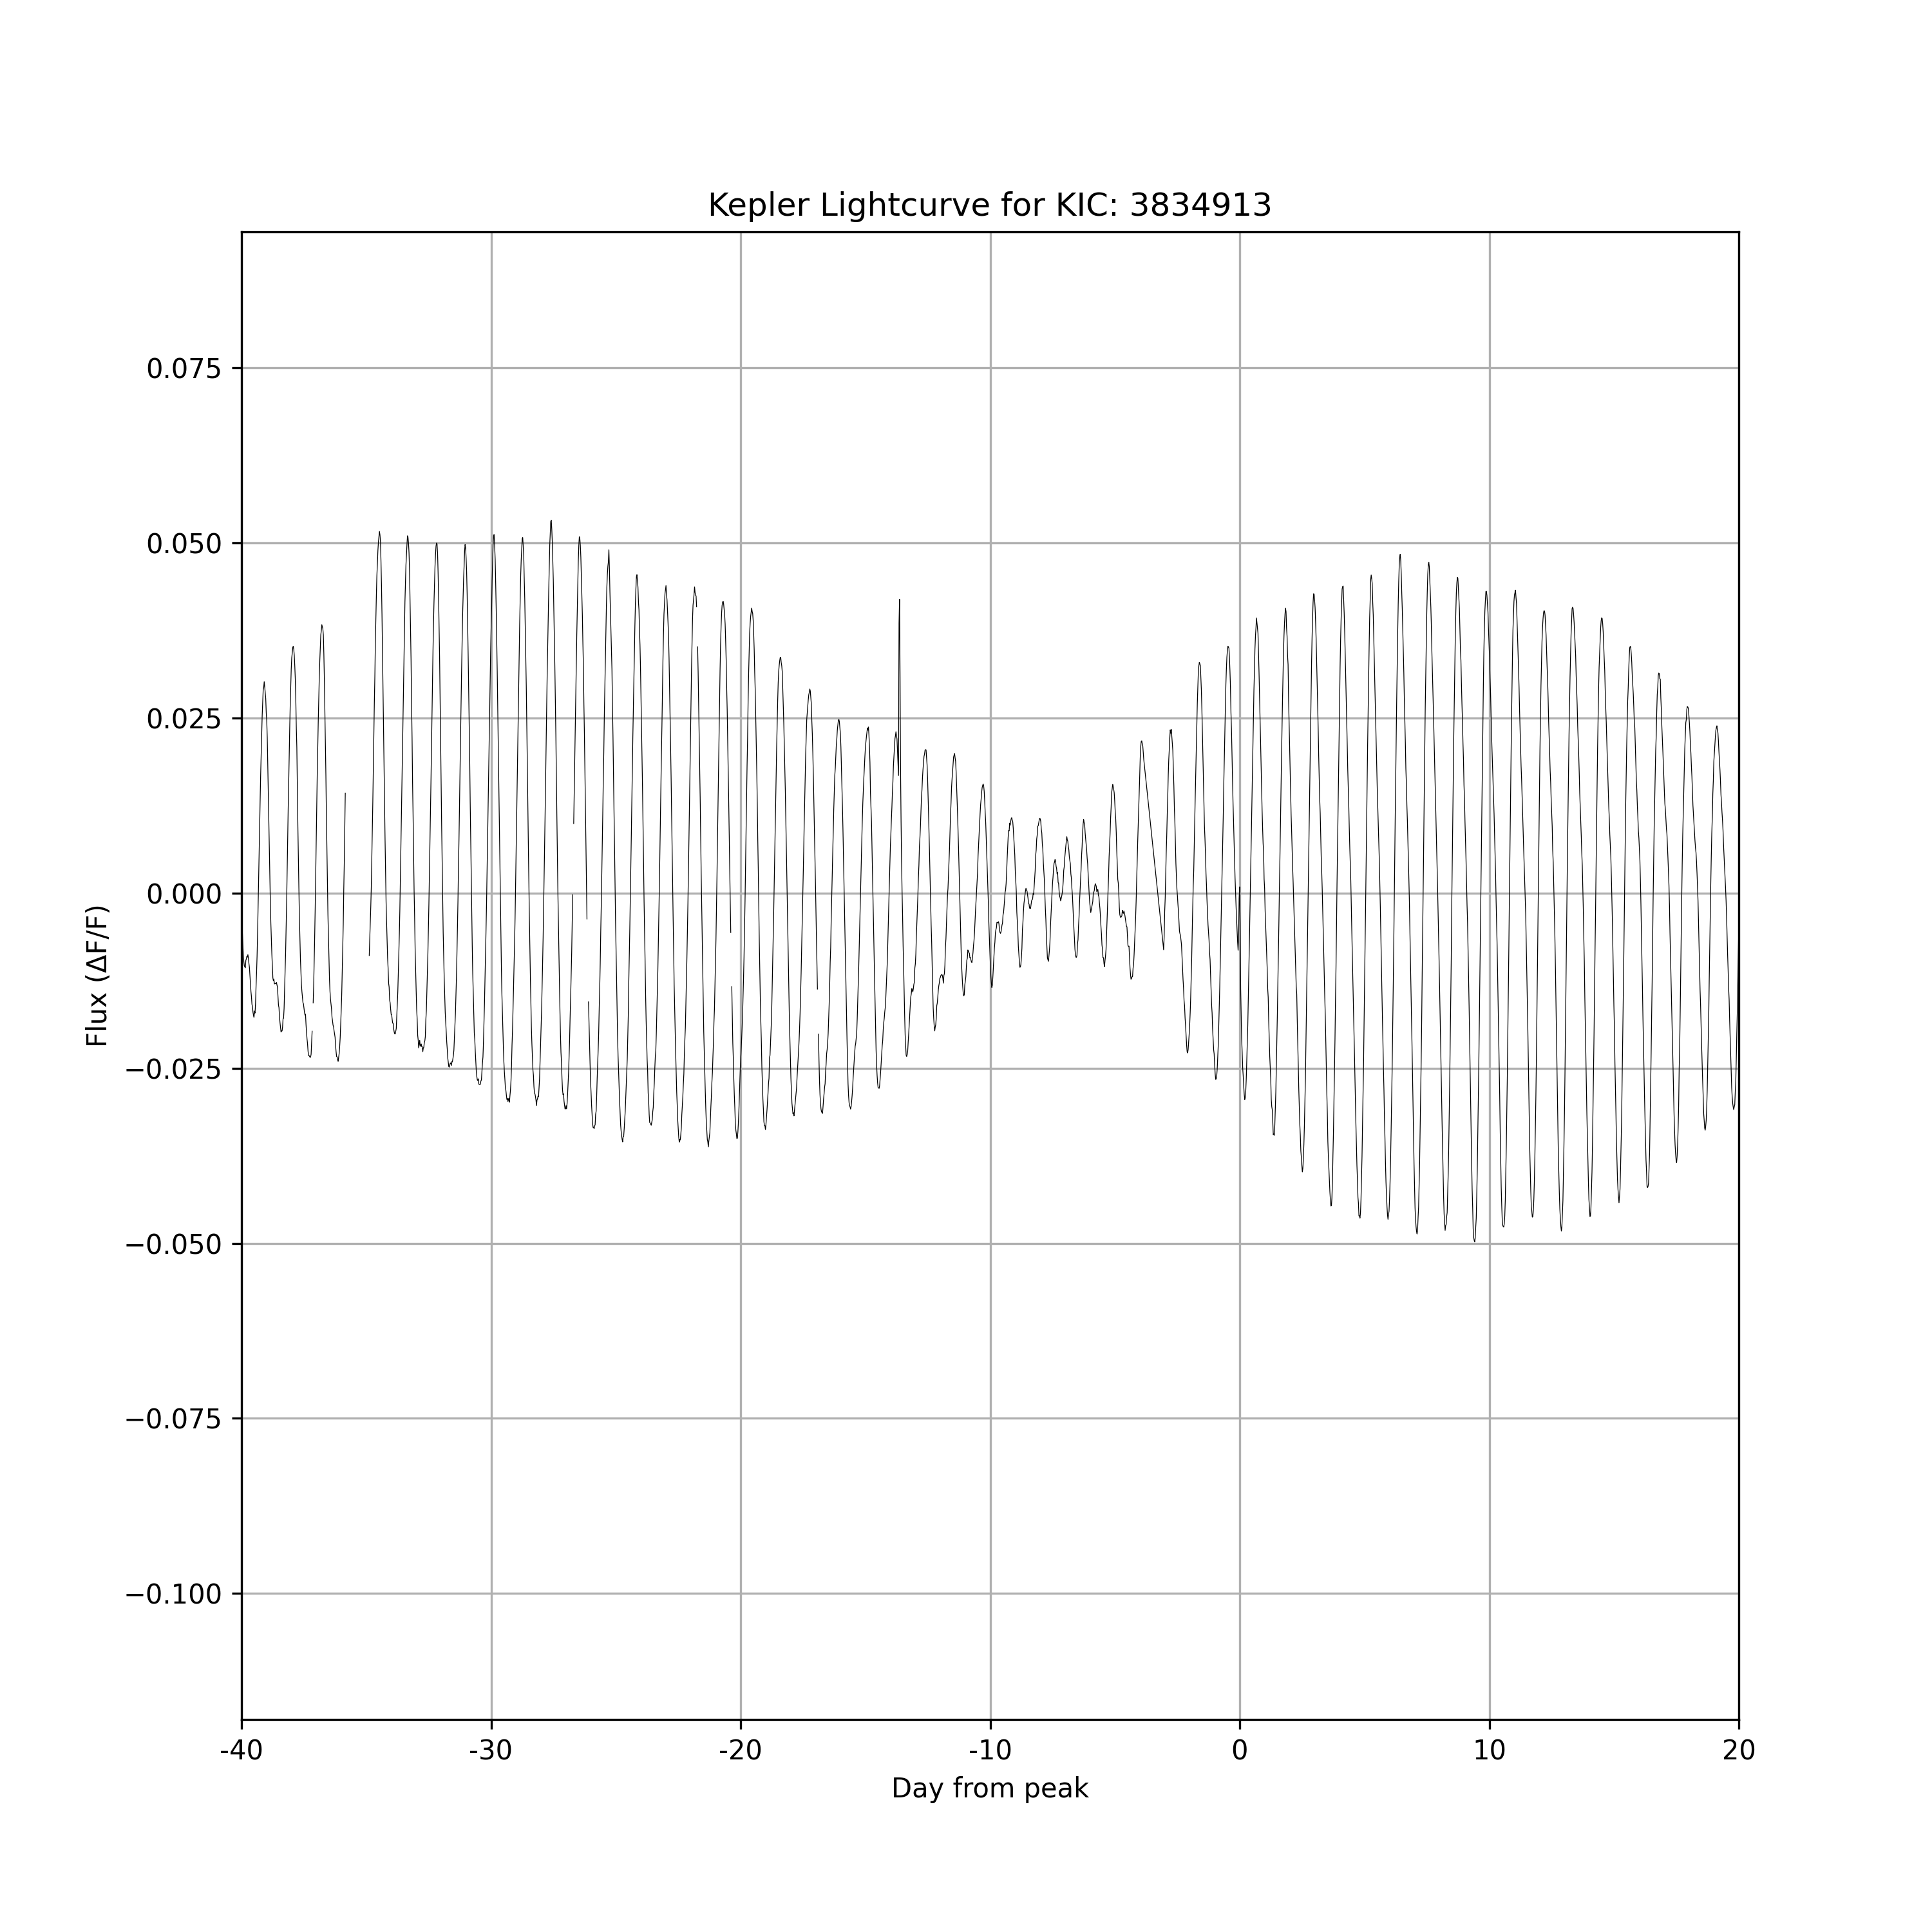 Kepler Lightcurve for KIC: 3834913
Flux (ΔF/F)
0.075
0.050
0.025
0.000
−0.025
−0.050
−0.075
−0.100
-40 -30 -20 -10 0 10 20
Day from peak